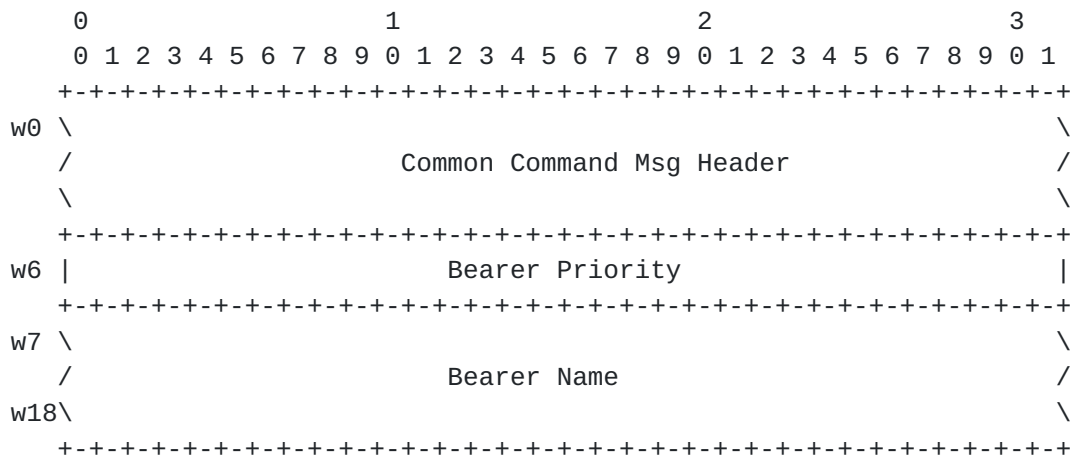 0                   1                   2                   3
    0 1 2 3 4 5 6 7 8 9 0 1 2 3 4 5 6 7 8 9 0 1 2 3 4 5 6 7 8 9 0 1
   +-+-+-+-+-+-+-+-+-+-+-+-+-+-+-+-+-+-+-+-+-+-+-+-+-+-+-+-+-+-+-+-+
w0 \                                                               \
   /                     Common Command Msg Header                 /
   \                                                               \
   +-+-+-+-+-+-+-+-+-+-+-+-+-+-+-+-+-+-+-+-+-+-+-+-+-+-+-+-+-+-+-+-+
w6 |                        Bearer Priority                        |
   +-+-+-+-+-+-+-+-+-+-+-+-+-+-+-+-+-+-+-+-+-+-+-+-+-+-+-+-+-+-+-+-+
w7 \                                                               \
   /                        Bearer Name                            /
w18\                                                               \
   +-+-+-+-+-+-+-+-+-+-+-+-+-+-+-+-+-+-+-+-+-+-+-+-+-+-+-+-+-+-+-+-+